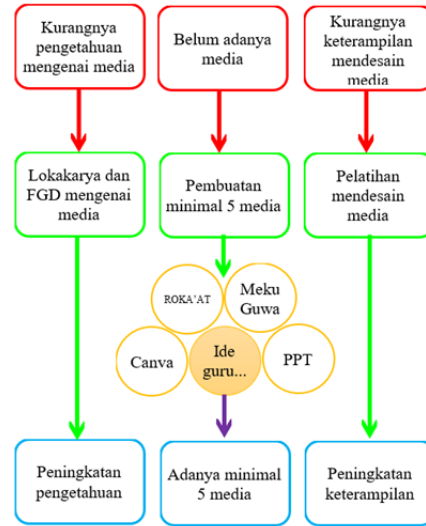 Kurangnya
pengetahuan
mengenai media
Belum adanya
media
Kurangnya
keterampilan
mendesain
media
Lokakarya dan
FGD mengenai
media
Pembuatan
minimal 5 media
Pelatihan
mendesain
media
ROKA'AT
Meku
Guwa
Canva
Ide
guru...
PPT
Peningkatan
pengetahuan
Adanya minimal
5 media
Peningkatan
keterampilan